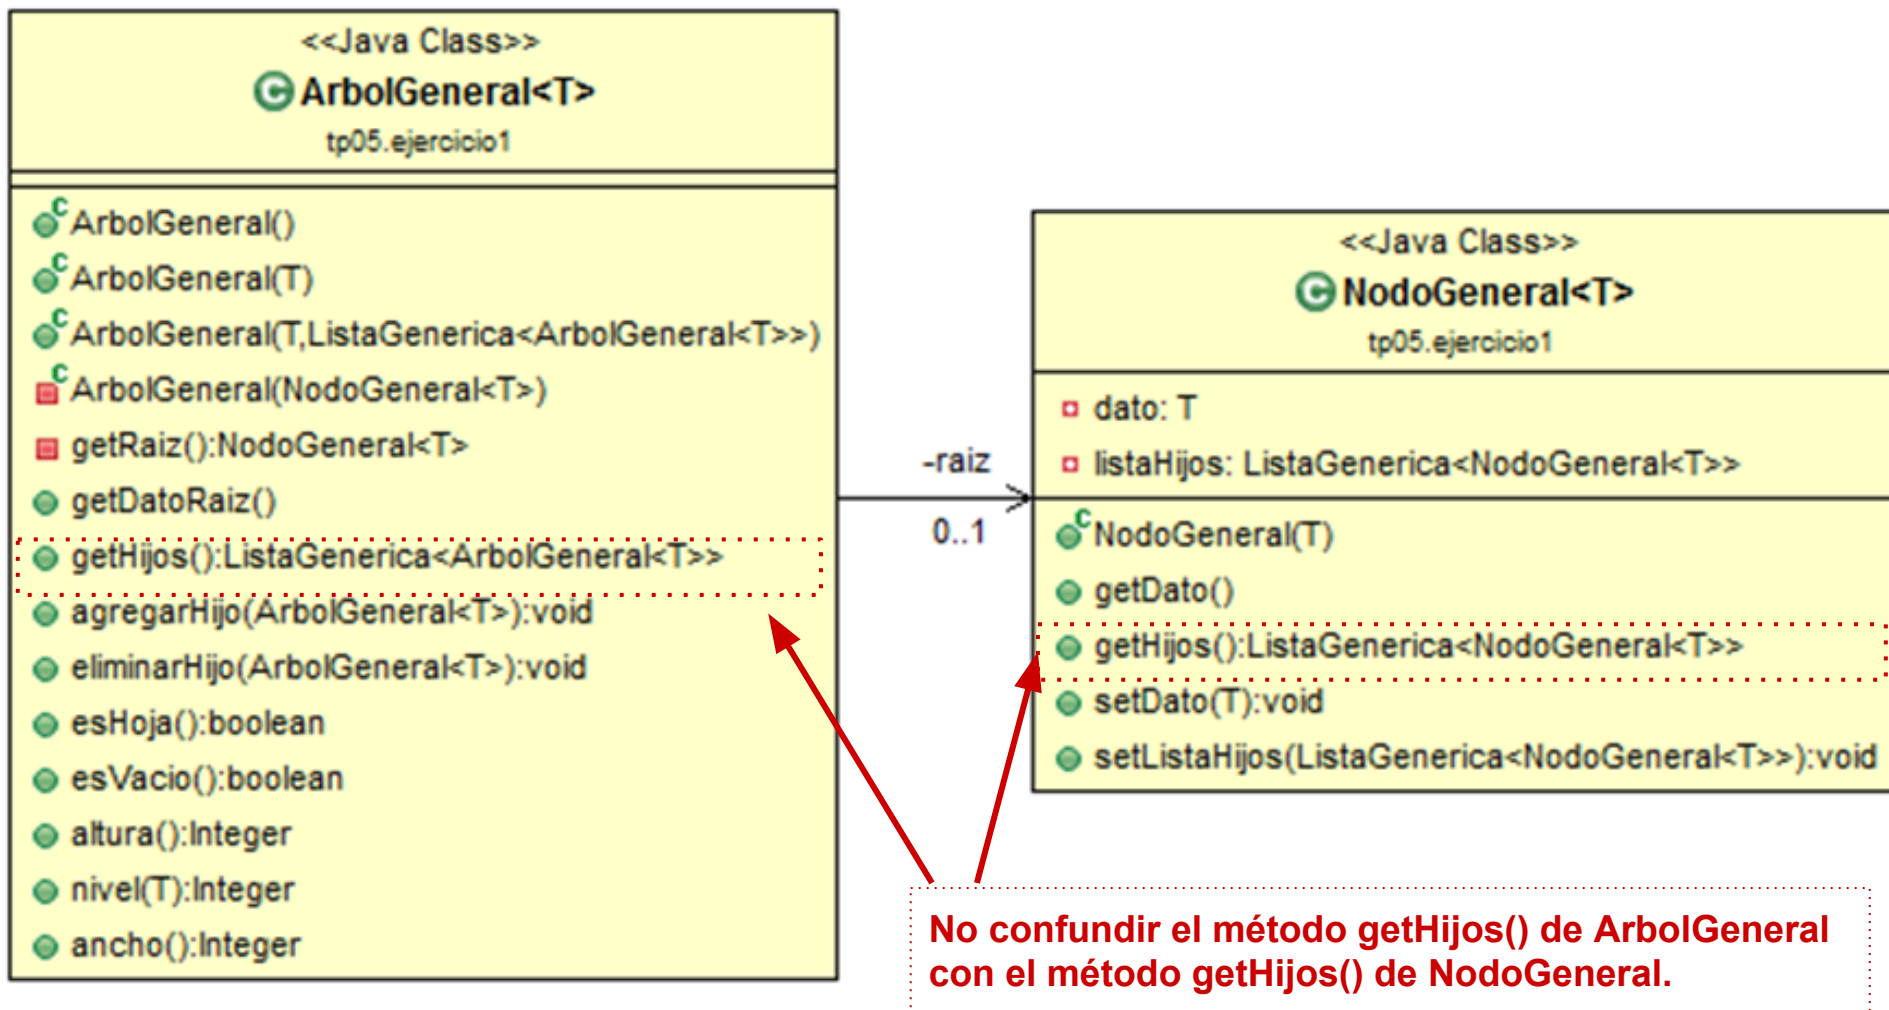 <<Java Class>>
C ArbolGeneral<T>
tp05.ejercicio1
C ArbolGeneral()
C ArbolGeneral(T)
C ArbolGeneral(T,ListaGenerica<ArbolGeneral<T>>)
C ArbolGeneral(NodoGeneral<T>)
getRaiz():NodoGeneral<T>
getDatoRaiz()
getHijos():ListaGenerica<ArbolGeneral<T>>
agregarHijo(ArbolGeneral<T>):void
eliminarHijo(ArbolGeneral<T>):void
esHoja():boolean
esVacio():boolean
altura():Integer
nivel(T):Integer
ancho():Integer
-raiz
0..1
<<Java Class>>
C NodoGeneral<T>
tp05.ejercicio1
dato: T
listaHijos: ListaGenerica<NodoGeneral<T>>
C NodoGeneral(T)
getDato()
getHijos():ListaGenerica<NodoGeneral<T>>
setDato(T):void
setListaHijos(ListaGenerica<NodoGeneral<T>>):void
No confundir el método getHijos() de ArbolGeneral
con el método getHijos() de NodoGeneral.